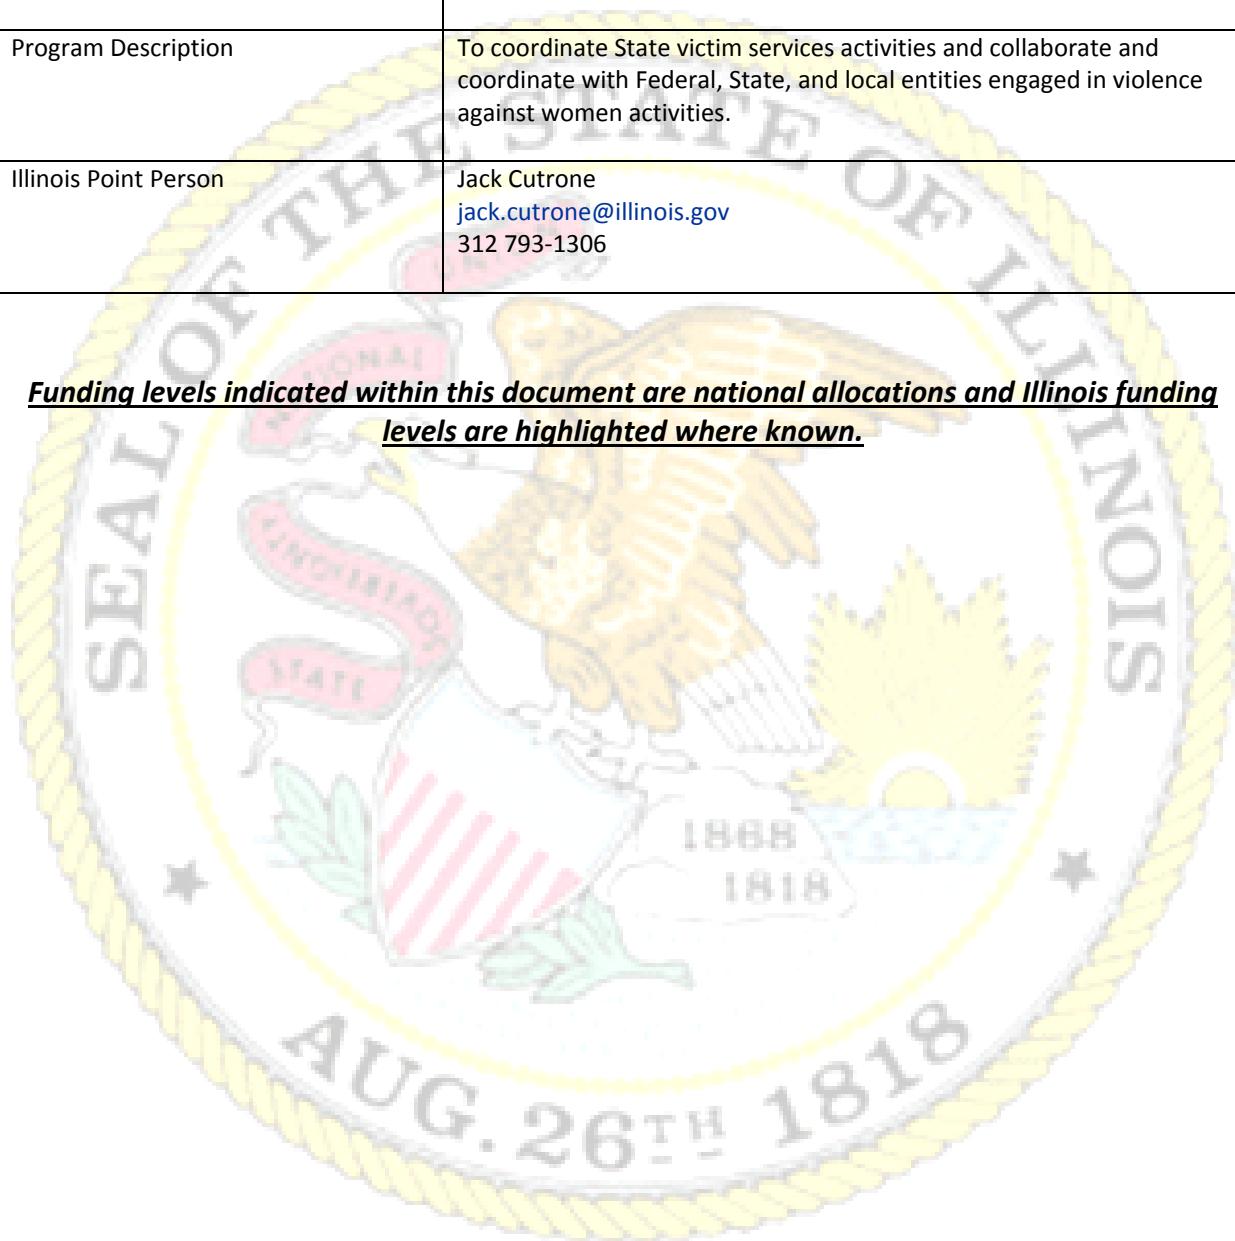 Program Description
To coordinate State victim services activities and collaborate and
coordinate with Federal, State, and local entities engaged in violence
against women activities.
Illinois Point Person
Jack Cutrone
jack.cutrone@illinois.gov
312 793-1306
Funding levels indicated within this document are national allocations and Illinois funding
levels are highlighted where known.
SEAL OF THE STATE OF ILLINOIS
NATIONAL
UNION
STATE
SOVEREIGNTY
1868
1818
AUG. 26TH 1818